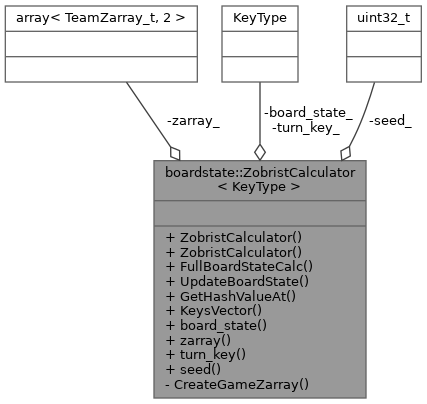 array< TeamZarray_t, 2 >
KeyType
uint32_t
-zarray_
-board_state_
-turn_key_
-seed_
boardstate::ZobristCalculator
< KeyType >
+ ZobristCalculator()
+ ZobristCalculator()
+ FullBoardStateCalc()
+ UpdateBoardState()
+ GetHashValueAt()
+ KeysVector()
+ board_state()
+ zarray()
+ turn_key()
+ seed()
- CreateGameZarray()